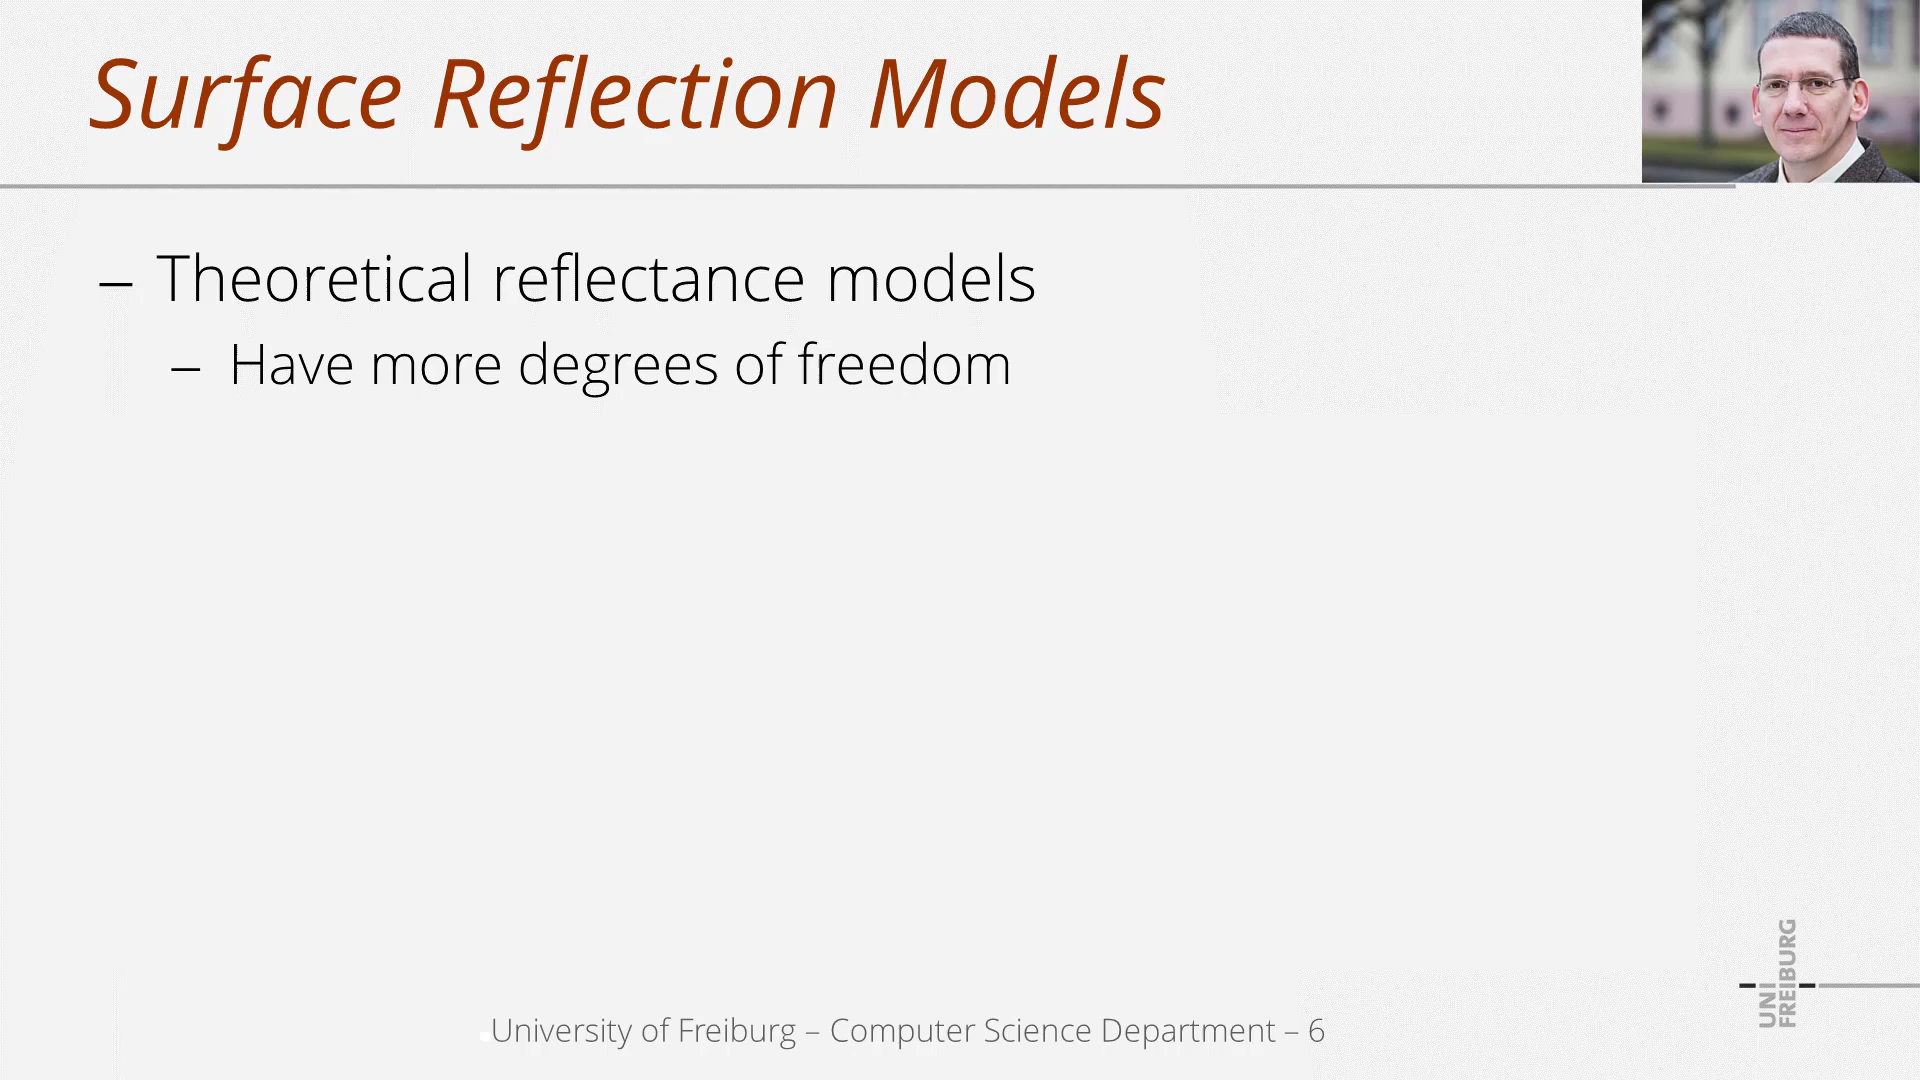 Surface Reflection Models
– Theoretical reflectance models
– Have more degrees of freedom
UNI
FREIBURG
University of Freiburg – Computer Science Department – 6